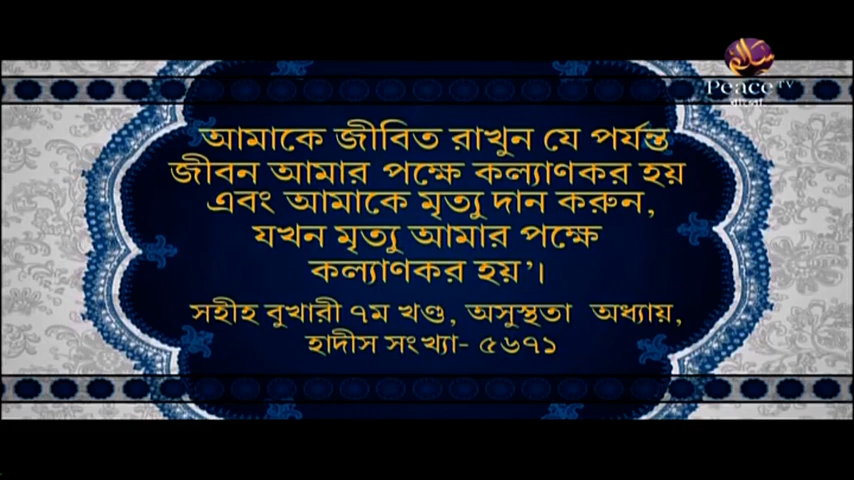 سلام
Peace TV
বাংলা
আমাকে জীবিত রাখুন যে পর্যন্ত
জীবন আমার পক্ষে কল্যাণকর হয়
এবং আমাকে মৃত্যু দান করুন,
যখন মৃত্যু আমার পক্ষে
কল্যাণকর হয়’।
সহীহ বুখারী ৭ম খণ্ড, অসুস্থতা অধ্যায়,
হাদীস সংখ্যা- ৫৬৭১